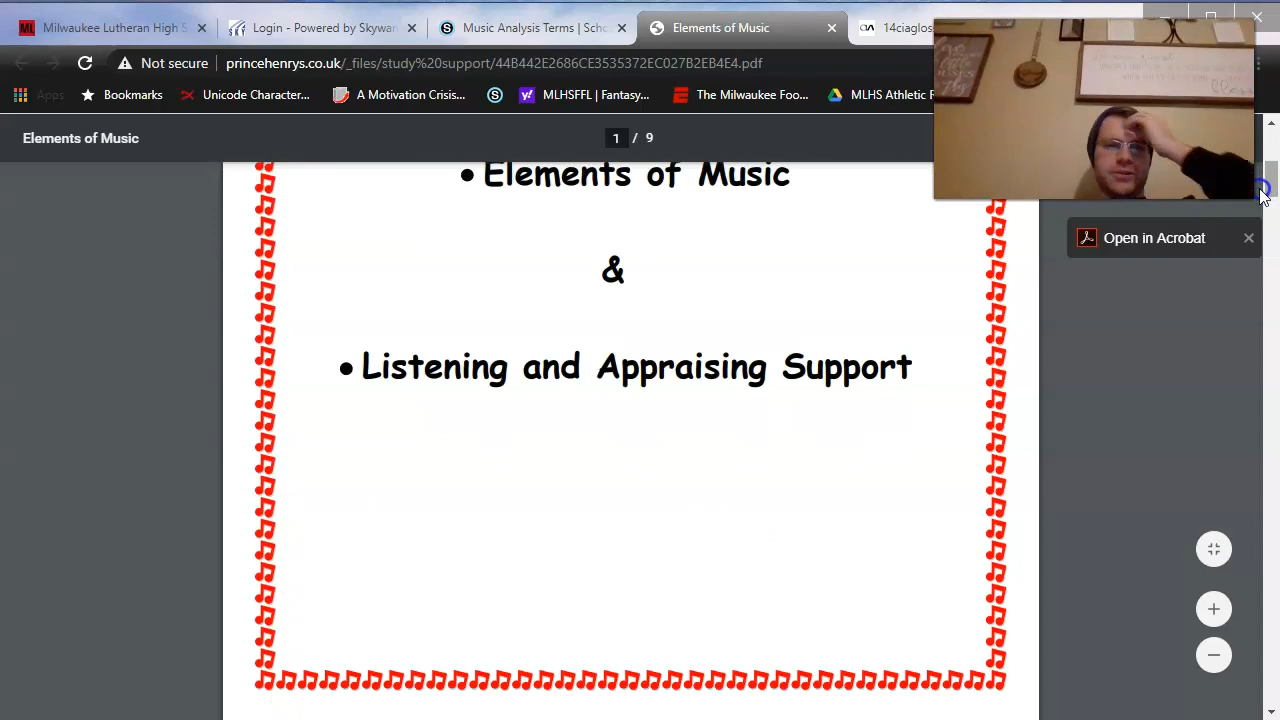 Milwaukee Lutheran High S
Login - Powered by Skywar
Music Analysis Terms | Scho
Elements of Music
14ciaglos
Not secure
princehenrys.co.uk/_files/study%20support/44B442E2686CE3535372EC027B2EB4E4.pdf
Apps
Bookmarks
Unicode Character...
A Motivation Crisis...
MLHSFFL | Fantasy...
The Milwaukee Foo...
MLHS Athletic F
Elements of Music
1 / 9
• Elements of Music
&
• Listening and Appraising Support
Open in Acrobat